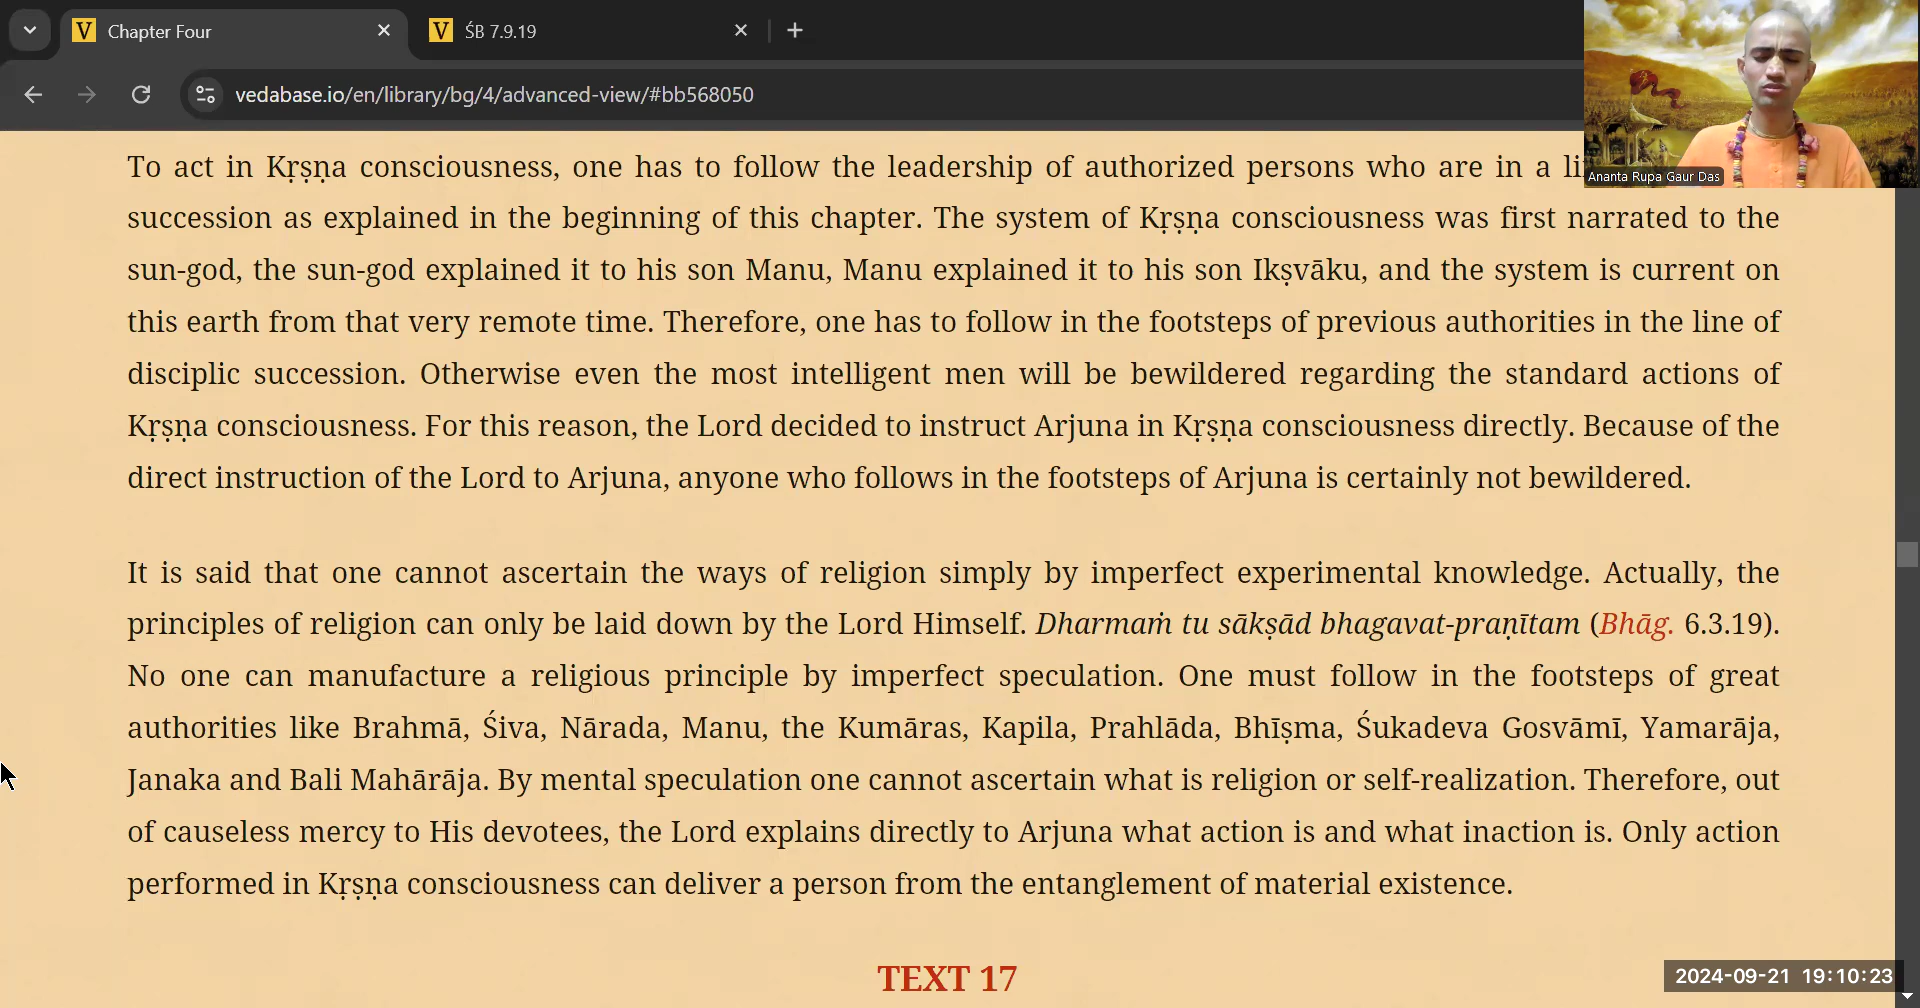 Chapter Four
ŚB 7.9.19
vedabase.io/en/library/bg/4/advanced-view/#bb568050
Ananta Rupa Gaur Das
To act in Kṛṣṇa consciousness, one has to follow the leadership of authorized persons who are in a
succession as explained in the beginning of this chapter. The system of Kṛṣṇa consciousness was first narrated to the
sun-god, the sun-god explained it to his son Manu, Manu explained it to his son Ikṣvāku, and the system is current on
this earth from that very remote time. Therefore, one has to follow in the footsteps of previous authorities in the line of
disciplic succession. Otherwise even the most intelligent men will be bewildered regarding the standard actions of
Kṛṣṇa consciousness. For this reason, the Lord decided to instruct Arjuna in Kṛṣṇa consciousness directly. Because of the
direct instruction of the Lord to Arjuna, anyone who follows in the footsteps of Arjuna is certainly not bewildered.
It is said that one cannot ascertain the ways of religion simply by imperfect experimental knowledge. Actually, the
principles of religion can only be laid down by the Lord Himself. Dharmaṁ tu sākṣād bhagavat-praṇītam (Bhāg. 6.3.19).
No one can manufacture a religious principle by imperfect speculation. One must follow in the footsteps of great
authorities like Brahmā, Śiva, Nārada, Manu, the Kumāras, Kapila, Prahlāda, Bhīṣma, Śukadeva Gosvāmī, Yamarāja,
Janaka and Bali Mahārāja. By mental speculation one cannot ascertain what is religion or self-realization. Therefore, out
of causeless mercy to His devotees, the Lord explains directly to Arjuna what action is and what inaction is. Only action
performed in Kṛṣṇa consciousness can deliver a person from the entanglement of material existence.
TEXT 17
2024-09-21 19:10:23